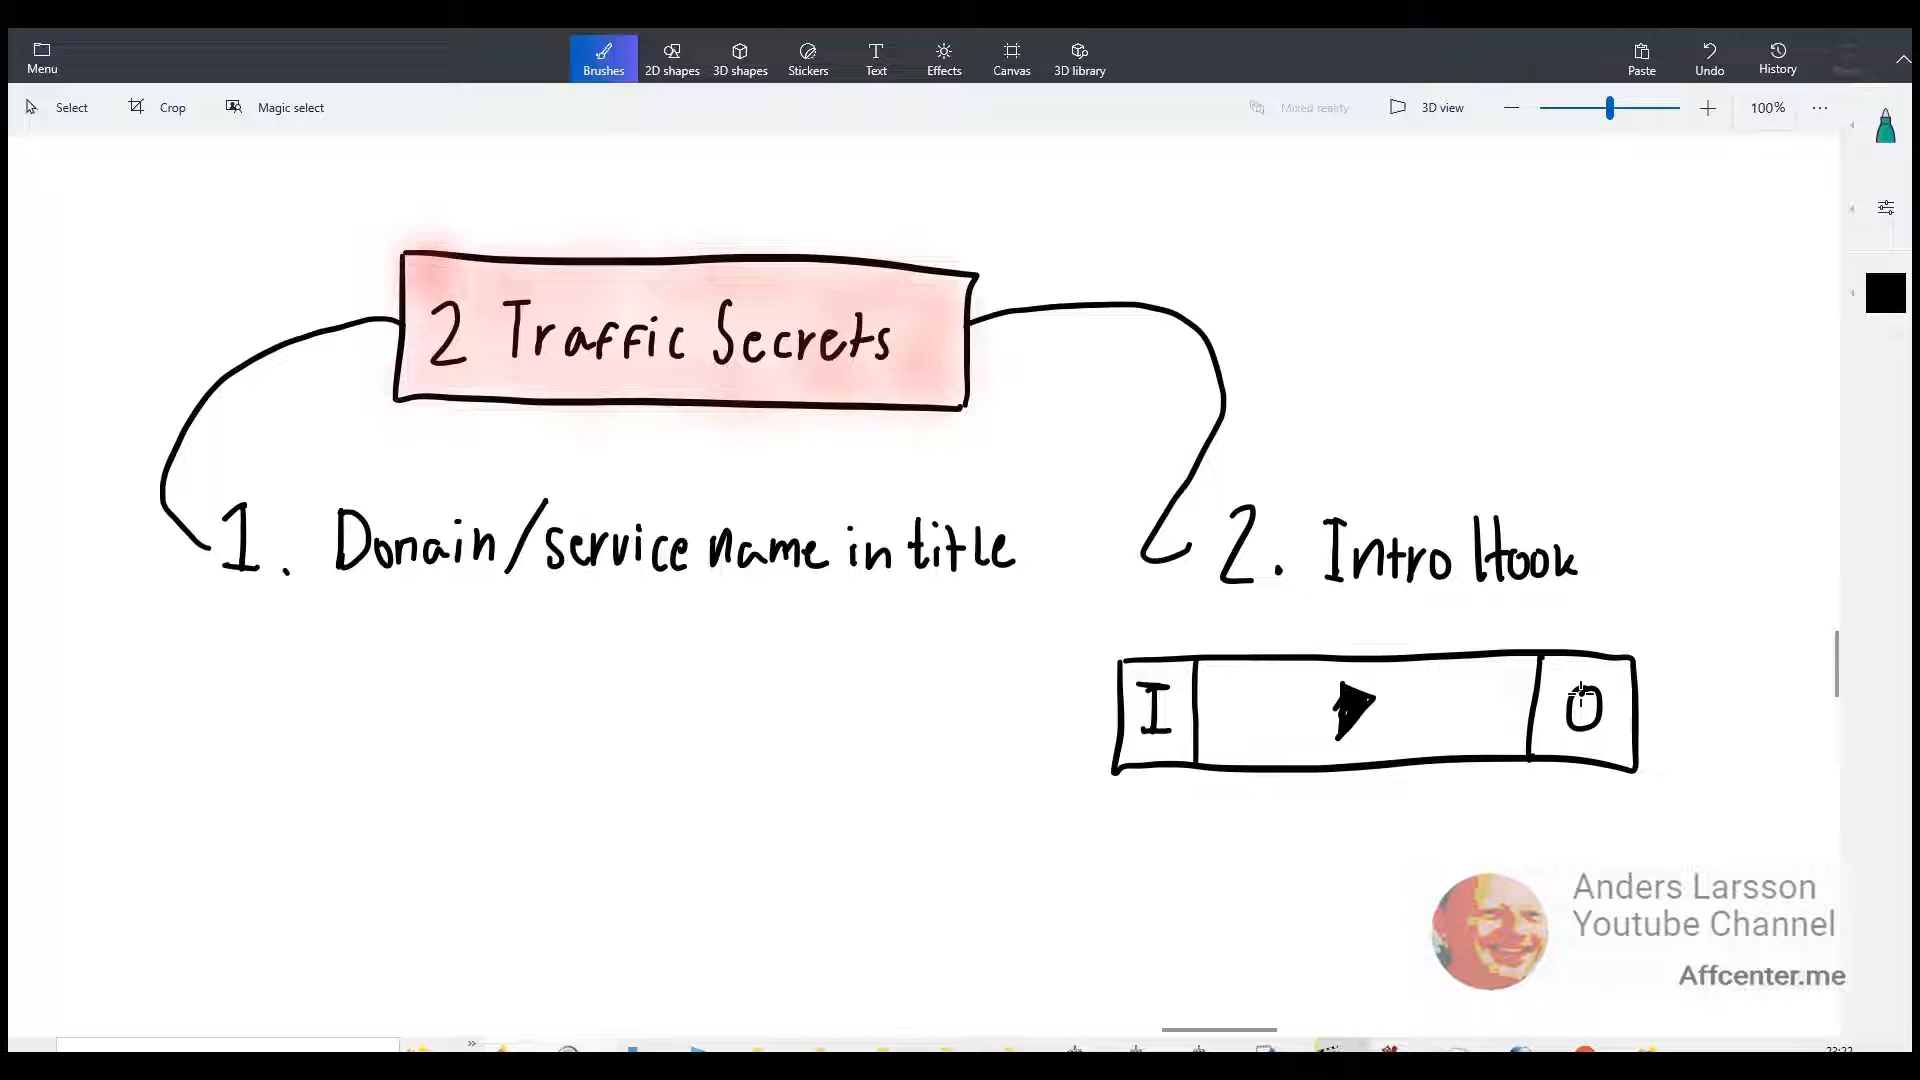 Menu
Brushes
2D shapes
3D shapes
Stickers
Text
Effects
Canvas
3D library
Paste
Undo
History
Select
Crop
Magic select
Mixed reality
3D view
100%
2 Traffic Secrets
1. Domain/service name in title
2. Intro Hook
I
O
Anders Larsson
Youtube Channel
Affcenter.me